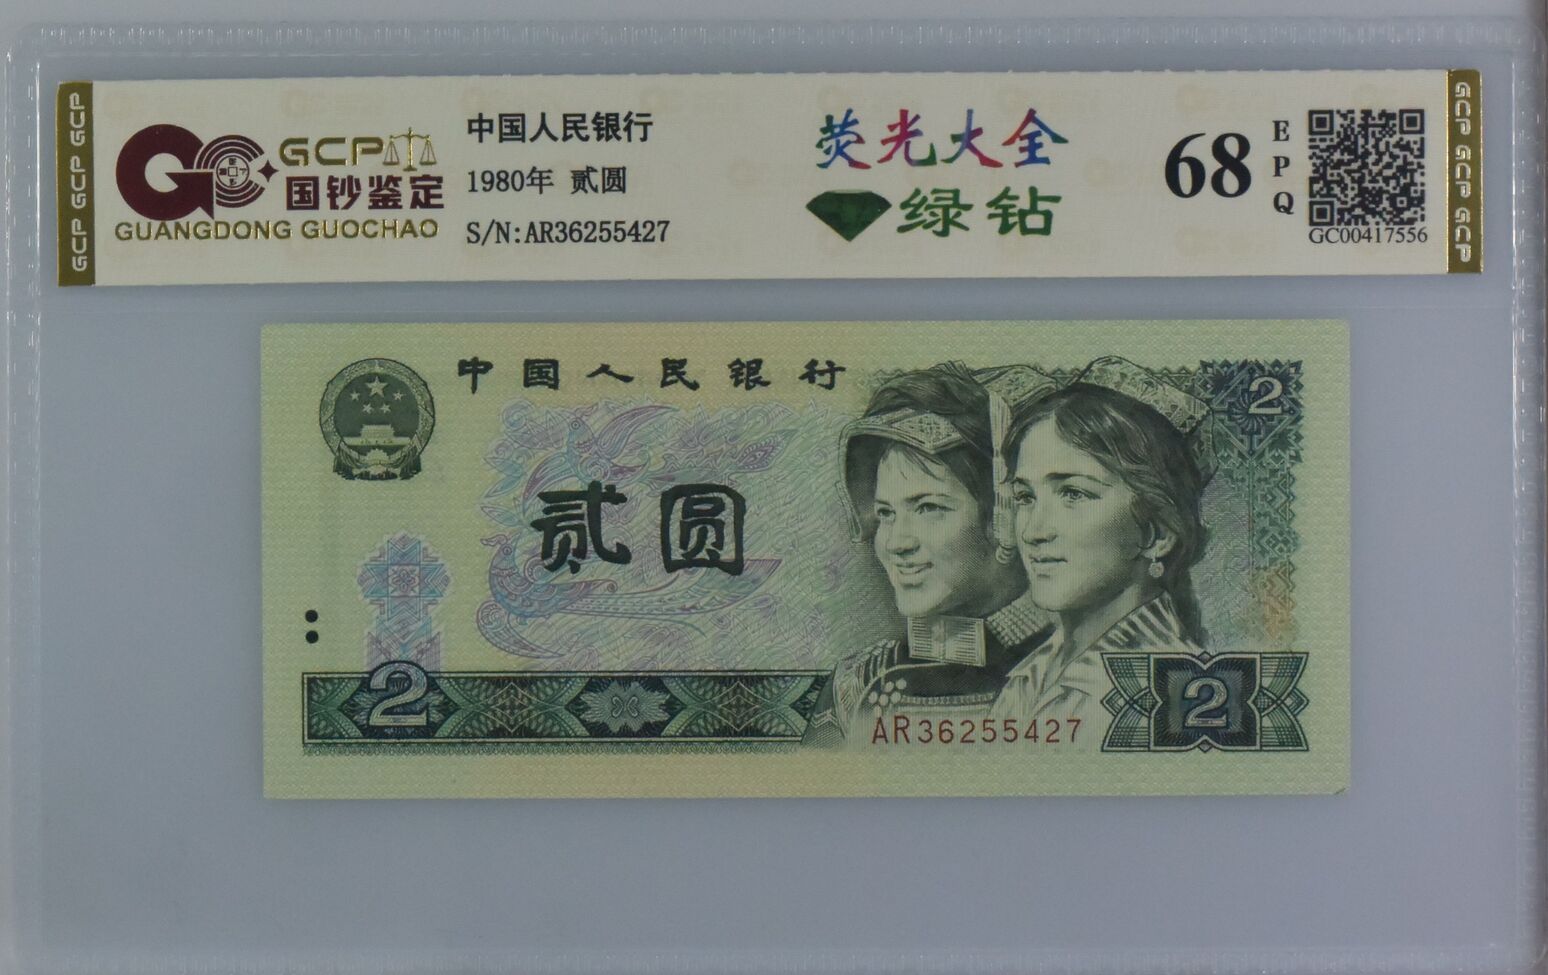 GCP GCP GCP
GCP
国钞鉴定
GUANGDONG GUOCHAO
中国人民银行
1980年 贰圆
S/N:AR36255427
荧光大全
绿钻
68
EPQ
GC00417556
GCP GCP GCP
中国人民银行
2
贰圆
2
AR36255427
2